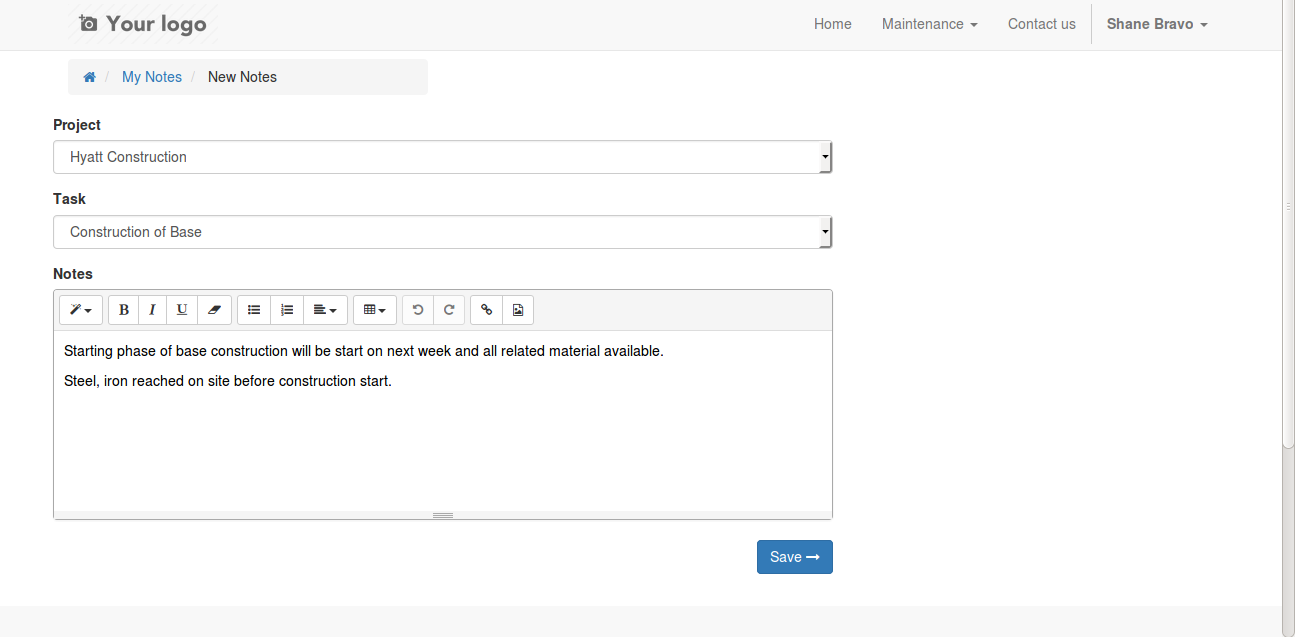 Your logo
Home Maintenance Contact us Shane Bravo
/ My Notes / New Notes
Project
Hyatt Construction
Task
Construction of Base
Notes
B I U
Starting phase of base construction will be start on next week and all related material available.
Steel, iron reached on site before construction start.
Save